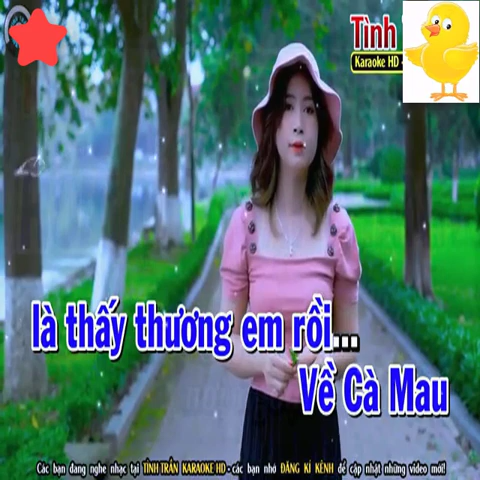 Tình
Karaoke HD -
là thấy thương em rồi...
Về Cà Mau
Các bạn đang nghe nhạc tại TÌNH TRẦN KARAOKE HD - các bạn nhớ ĐĂNG KÍ KÊNH để cập nhật những video mới!